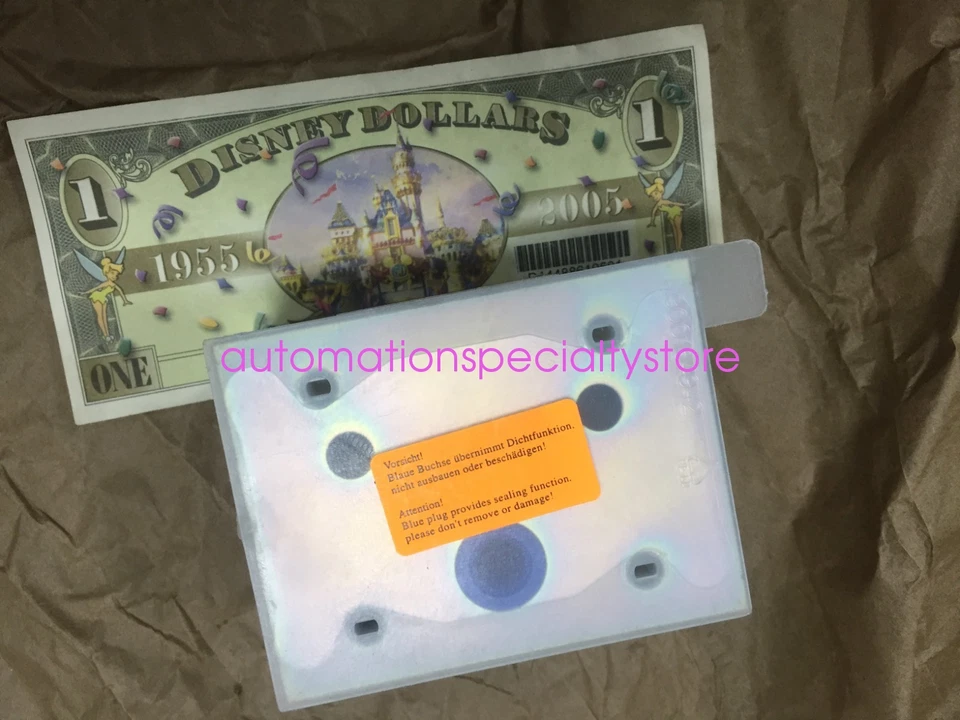 DISNEY DOLLARS
1
1
1955 to
2005
ONE
automationspecialtystore
Vorsicht!
Blaue Buchse übernimmt Dichtfunktion.
nicht ausbauen oder beschädigen!
Attention!
Blue plug provides sealing function.
please don't remove or damage!